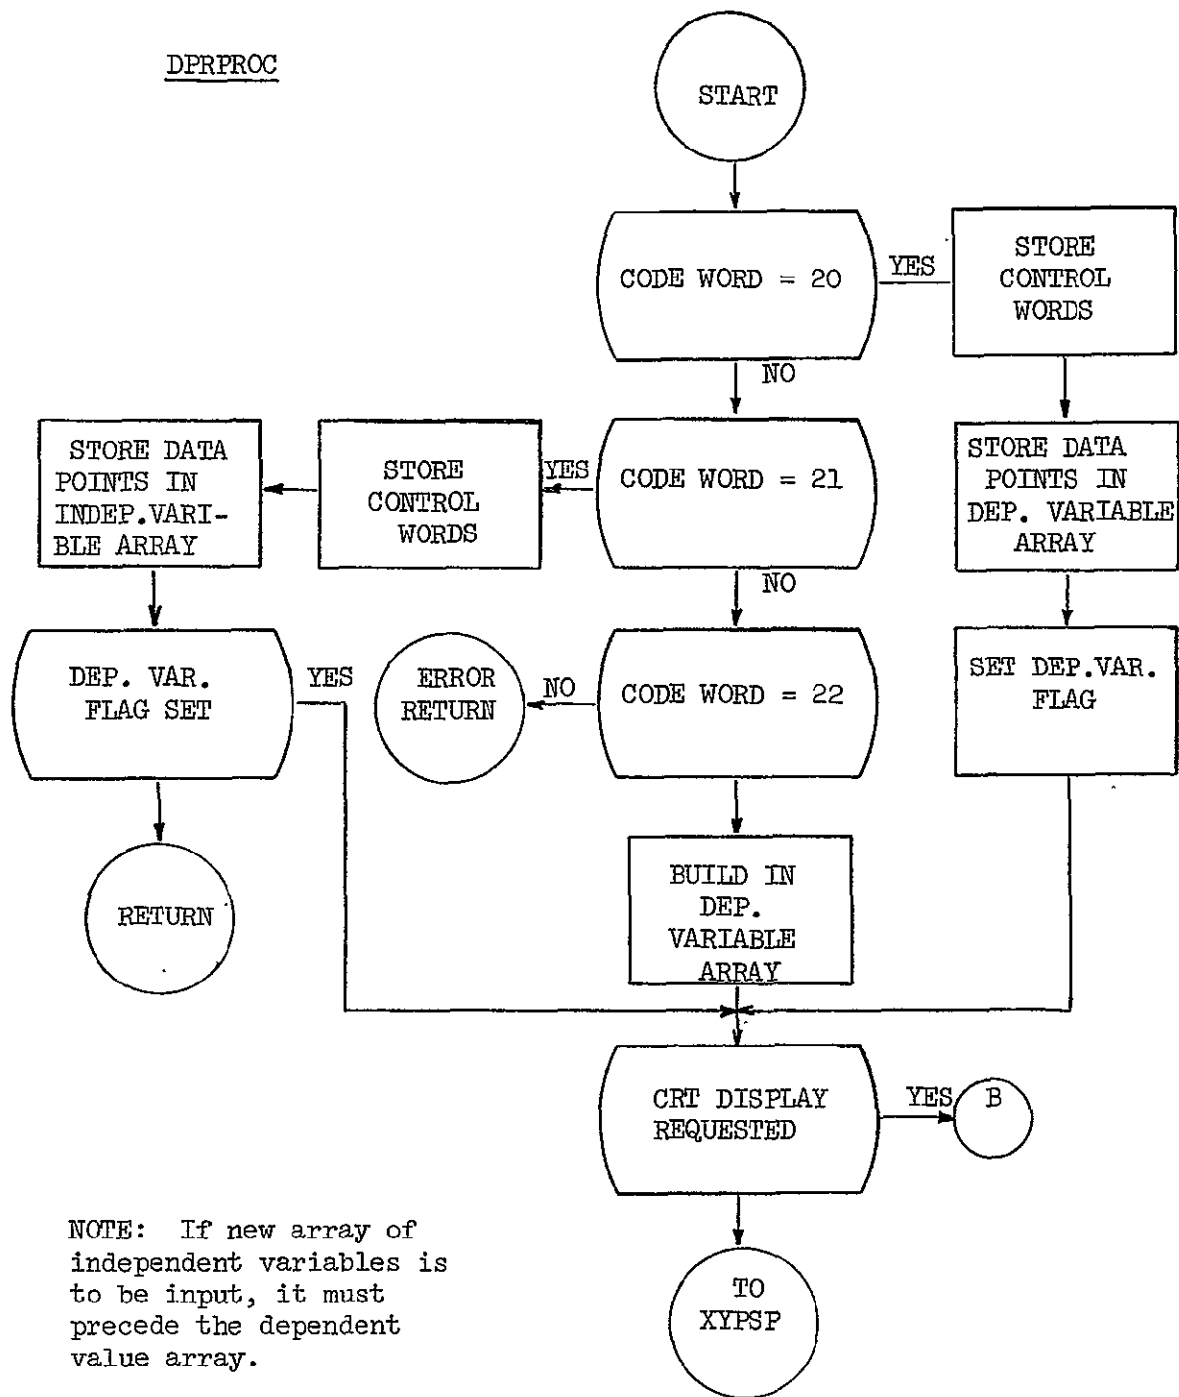 DPRPROC
START
CODE WORD = 20
YES
STORE
CONTROL
WORDS
NO
STORE DATA
POINTS IN
INDEP.VARI-
BLE ARRAY
STORE
CONTROL
WORDS
YES
CODE WORD = 21
STORE DATA
POINTS IN
DEP. VARIABLE
ARRAY
NO
DEP. VAR.
FLAG SET
YES
ERROR
RETURN
NO
CODE WORD = 22
SET DEP.VAR.
FLAG
RETURN
BUILD IN
DEP.
VARIABLE
ARRAY
CRT DISPLAY
REQUESTED
YES
B
TO
XYPSP
NOTE: If new array of
independent variables is
to be input, it must
precede the dependent
value array.